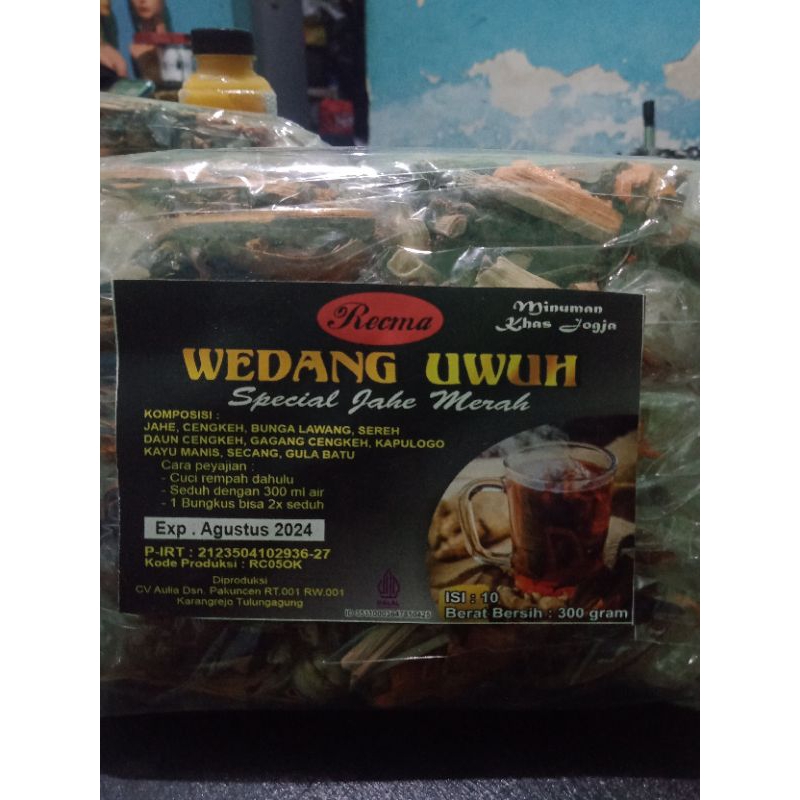 Recma
Minuman
Khas Jogja
WEDANG UWUH
Special Jahe Merah
KOMPOSISI :
JAHE, CENGKEH, BUNGA LAWANG, SEREH
DAUN CENGKEH, GAGANG CENGKEH, KAPULOGO
KAYU MANIS, SECANG, GULA BATU
Cara peyajian :
- Cuci rempah dahulu
- Seduh dengan 300 ml air
- 1 Bungkus bisa 2x seduh
Exp . Agustus 2024
P-IRT : 2123504102936-27
Kode Produksi : RC05OK
Diproduksi
CV Aulia Dsn. Pakuncen RT.001 RW.001
Karangrejo Tulungagung
HALAL
ISI : 10
Berat Bersih : 300 gram